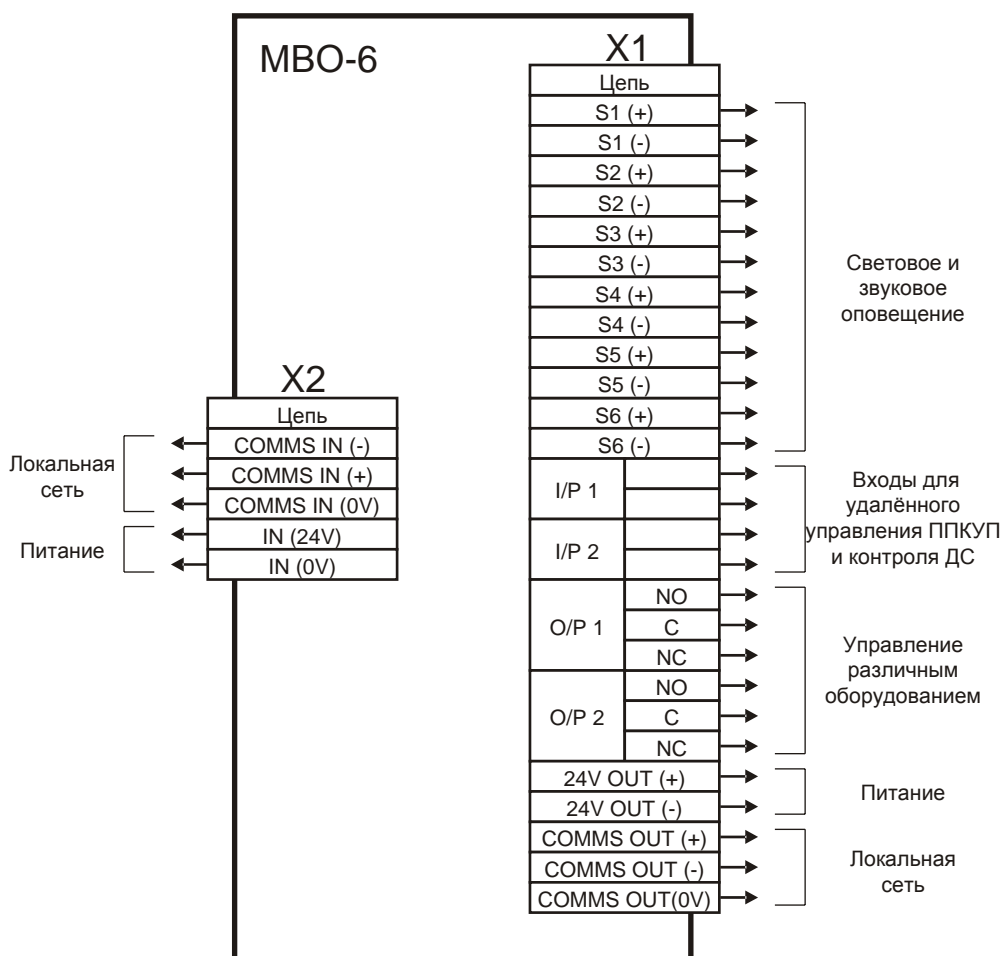 МВО-6
X1
Цепь
S1 (+)
S1 (-)
S2 (+)
S2 (-)
S3 (+)
S3 (-)
S4 (+)
S4 (-)
S5 (+)
S5 (-)
S6 (+)
S6 (-)
I/P 1
I/P 2
O/P 1
NO
C
NC
O/P 2
NO
C
NC
24V OUT (+)
24V OUT (-)
COMMS OUT (+)
COMMS OUT (-)
COMMS OUT(0V)
Световое и
звуковое
оповещение
Входы для
удалённого
управления ППКУП
и контроля ДС
Управление
различным
оборудованием
Питание
Локальная
сеть
X2
Цепь
COMMS IN (-)
COMMS IN (+)
COMMS IN (0V)
IN (24V)
IN (0V)
Локальная
сеть
Питание